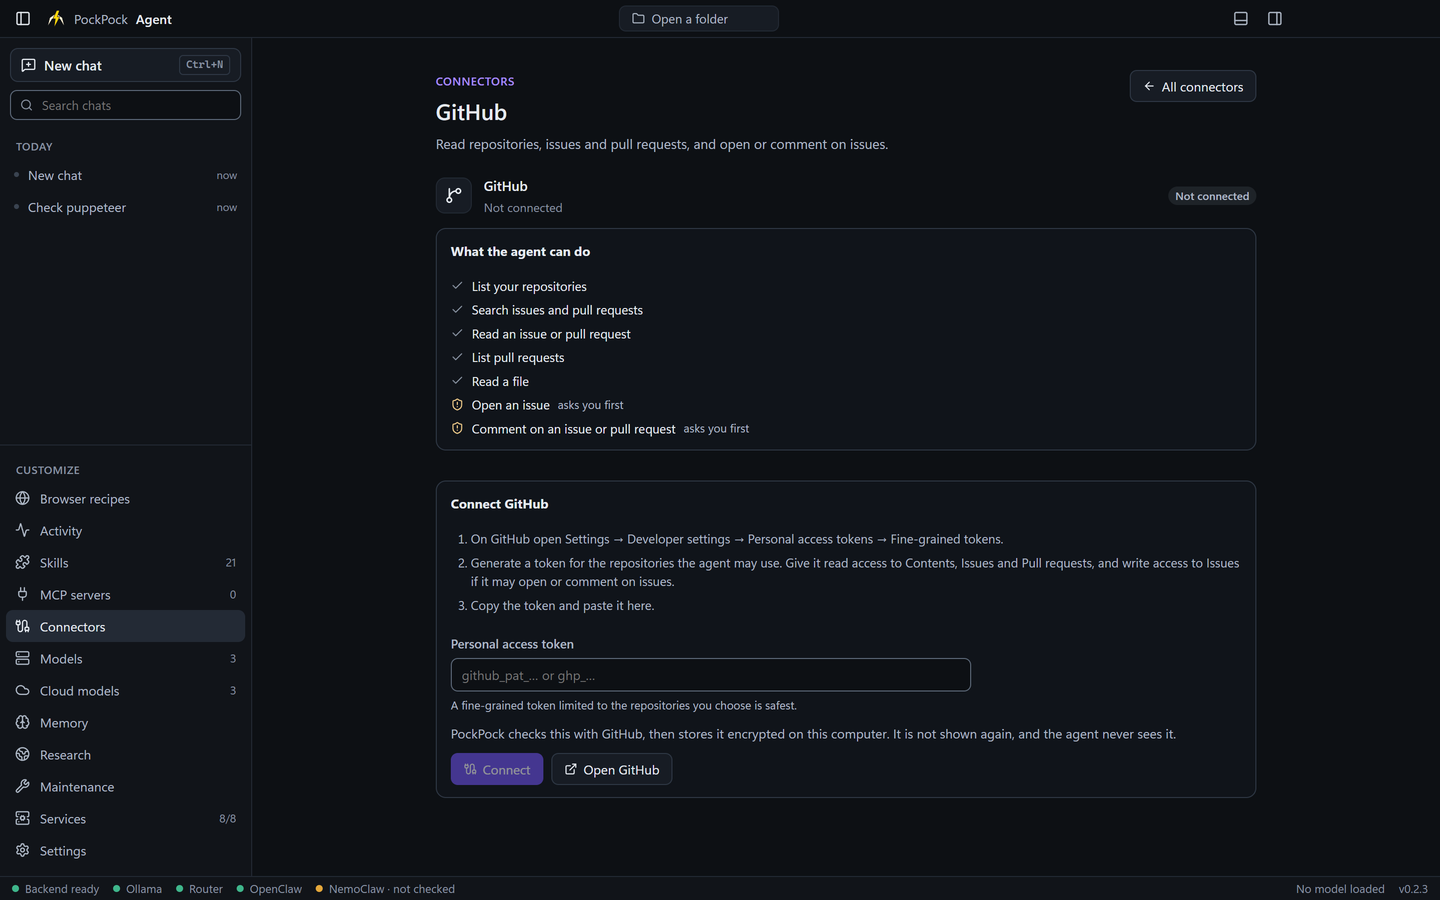 PockPock Agent
Open a folder
New chat Ctrl+N
Search chats
TODAY
New chat now
Check puppeteer now
CUSTOMIZE
Browser recipes
Activity
Skills 21
MCP servers 0
Connectors
Models 3
Cloud models 3
Memory
Research
Maintenance
Services 8/8
Settings
CONNECTORS
GitHub
Read repositories, issues and pull requests, and open or comment on issues.
← All connectors
GitHub
Not connected
Not connected
What the agent can do
List your repositories
Search issues and pull requests
Read an issue or pull request
List pull requests
Read a file
Open an issue asks you first
Comment on an issue or pull request asks you first
Connect GitHub
1. On GitHub open Settings → Developer settings → Personal access tokens → Fine-grained tokens.
2. Generate a token for the repositories the agent may use. Give it read access to Contents, Issues and Pull requests, and write access to Issues
if it may open or comment on issues.
3. Copy the token and paste it here.
Personal access token
github_pat_... or ghp_...
A fine-grained token limited to the repositories you choose is safest.
PockPock checks this with GitHub, then stores it encrypted on this computer. It is not shown again, and the agent never sees it.
Connect
Open GitHub
Backend ready Ollama Router OpenClaw NemoClaw · not checked
No model loaded v0.2.3